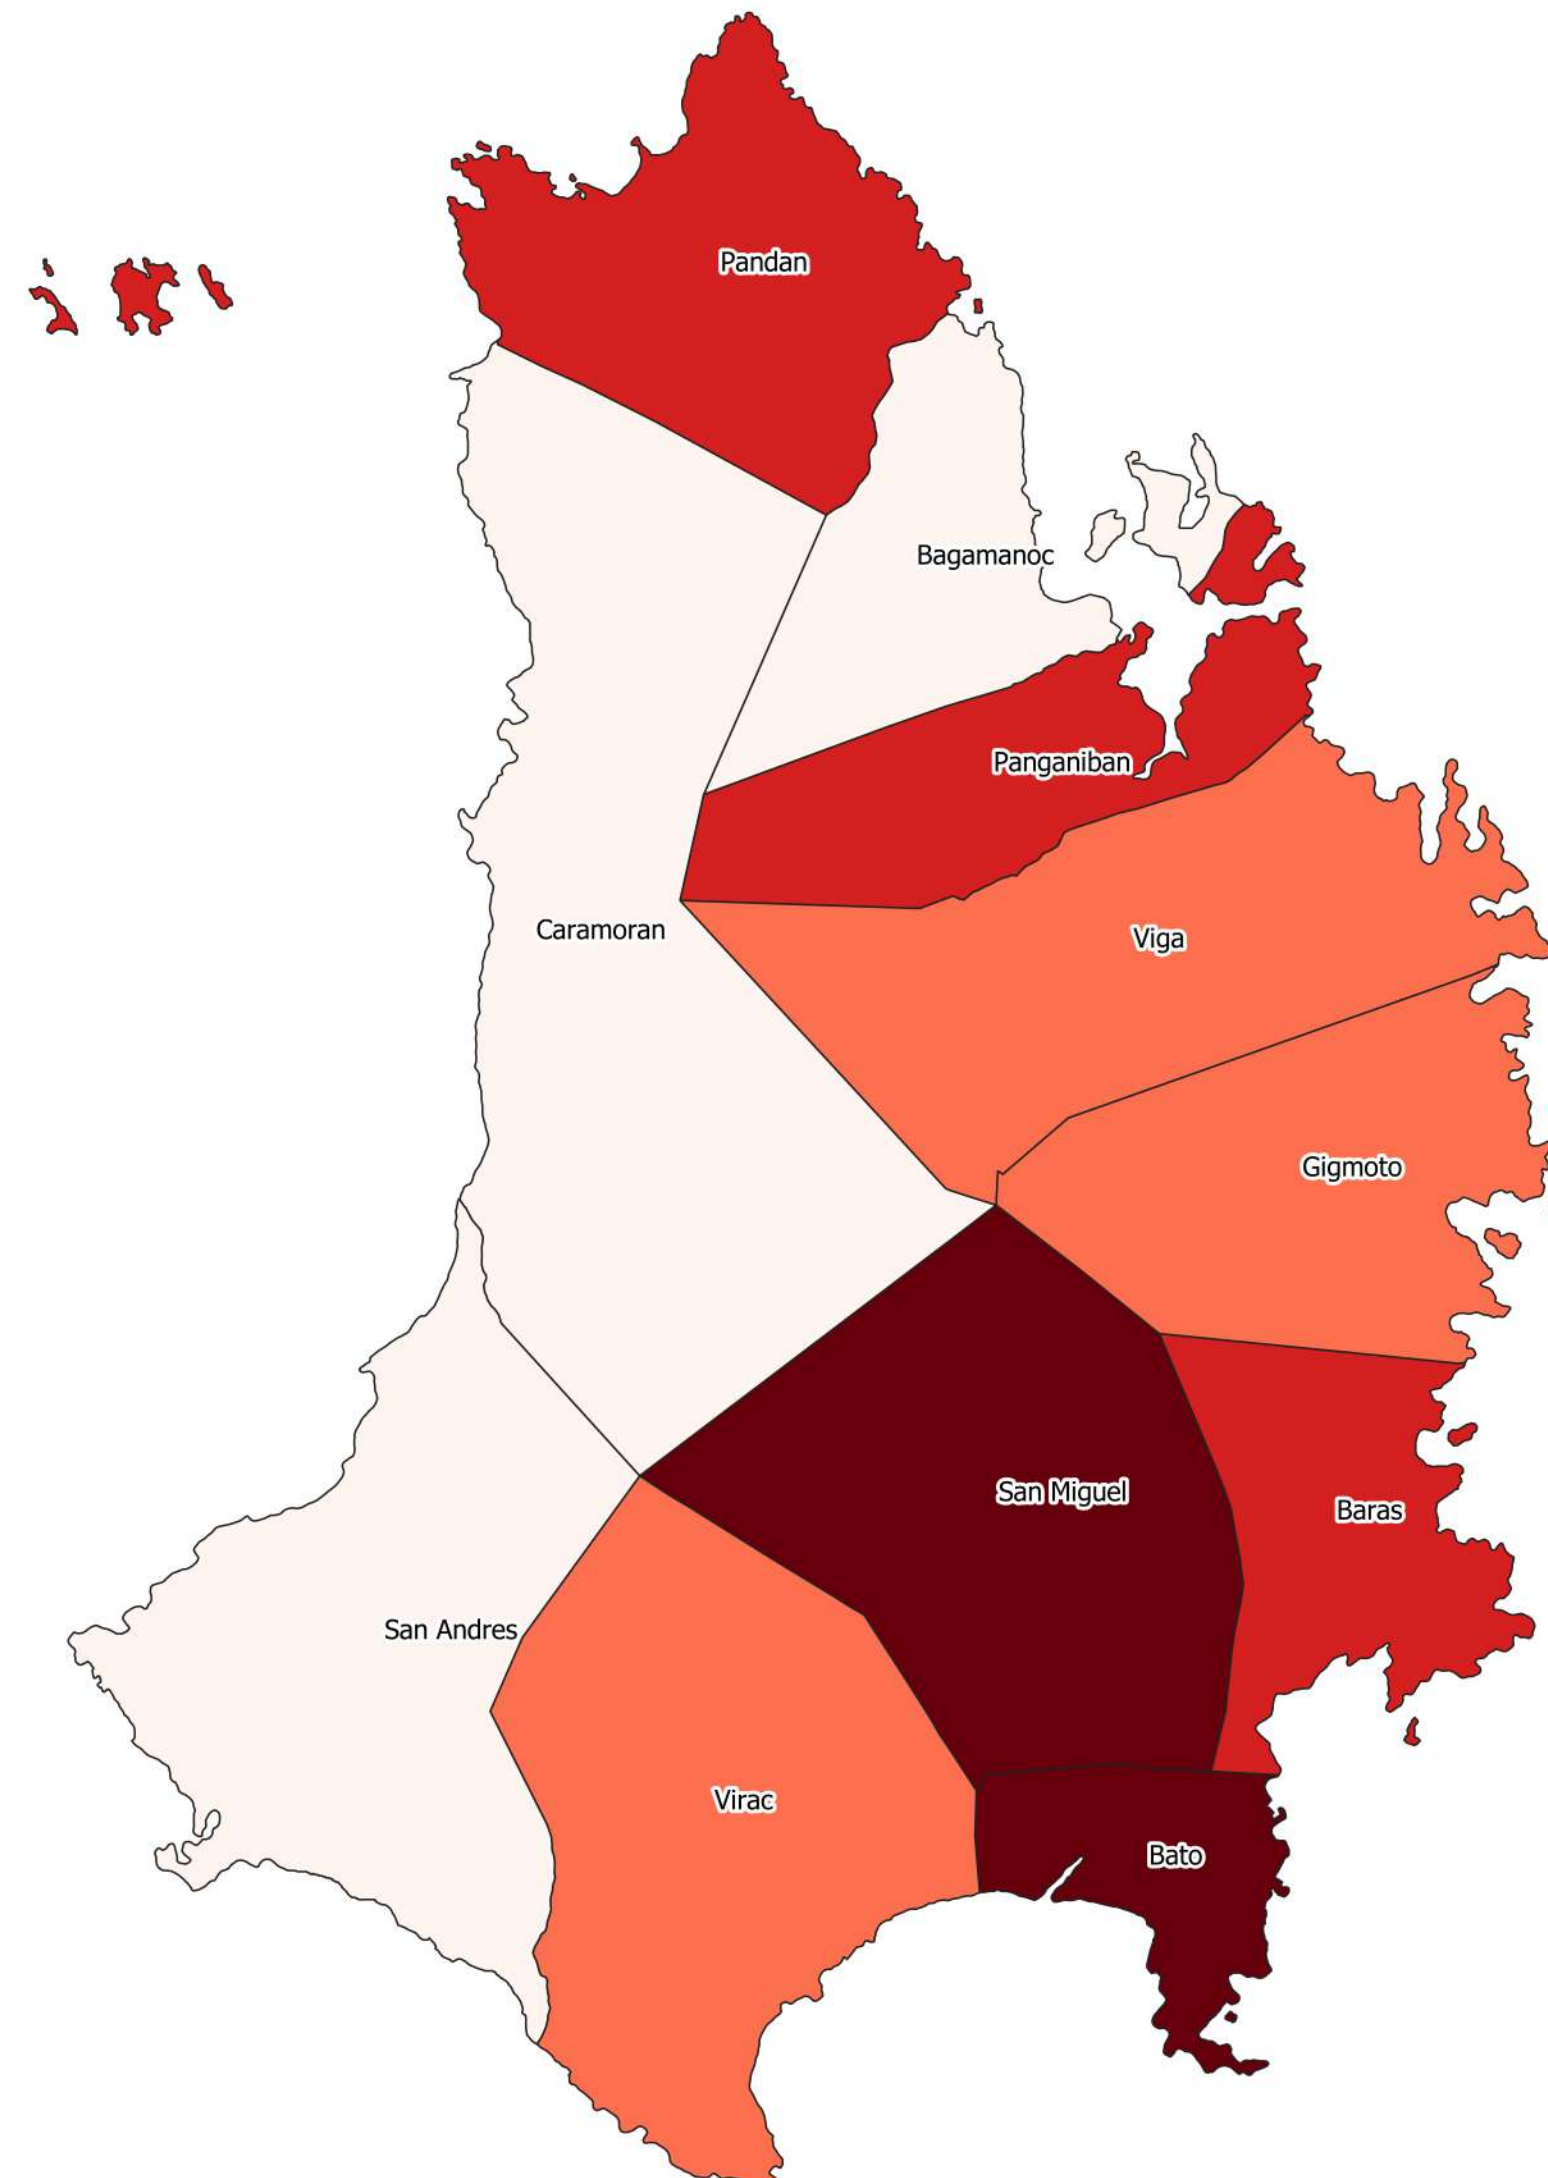 Pandan
Bagamanoc
Panganiban
Caramoran
Viga
Gigmoto
San Miguel
Baras
San Andres
Virac
Bato